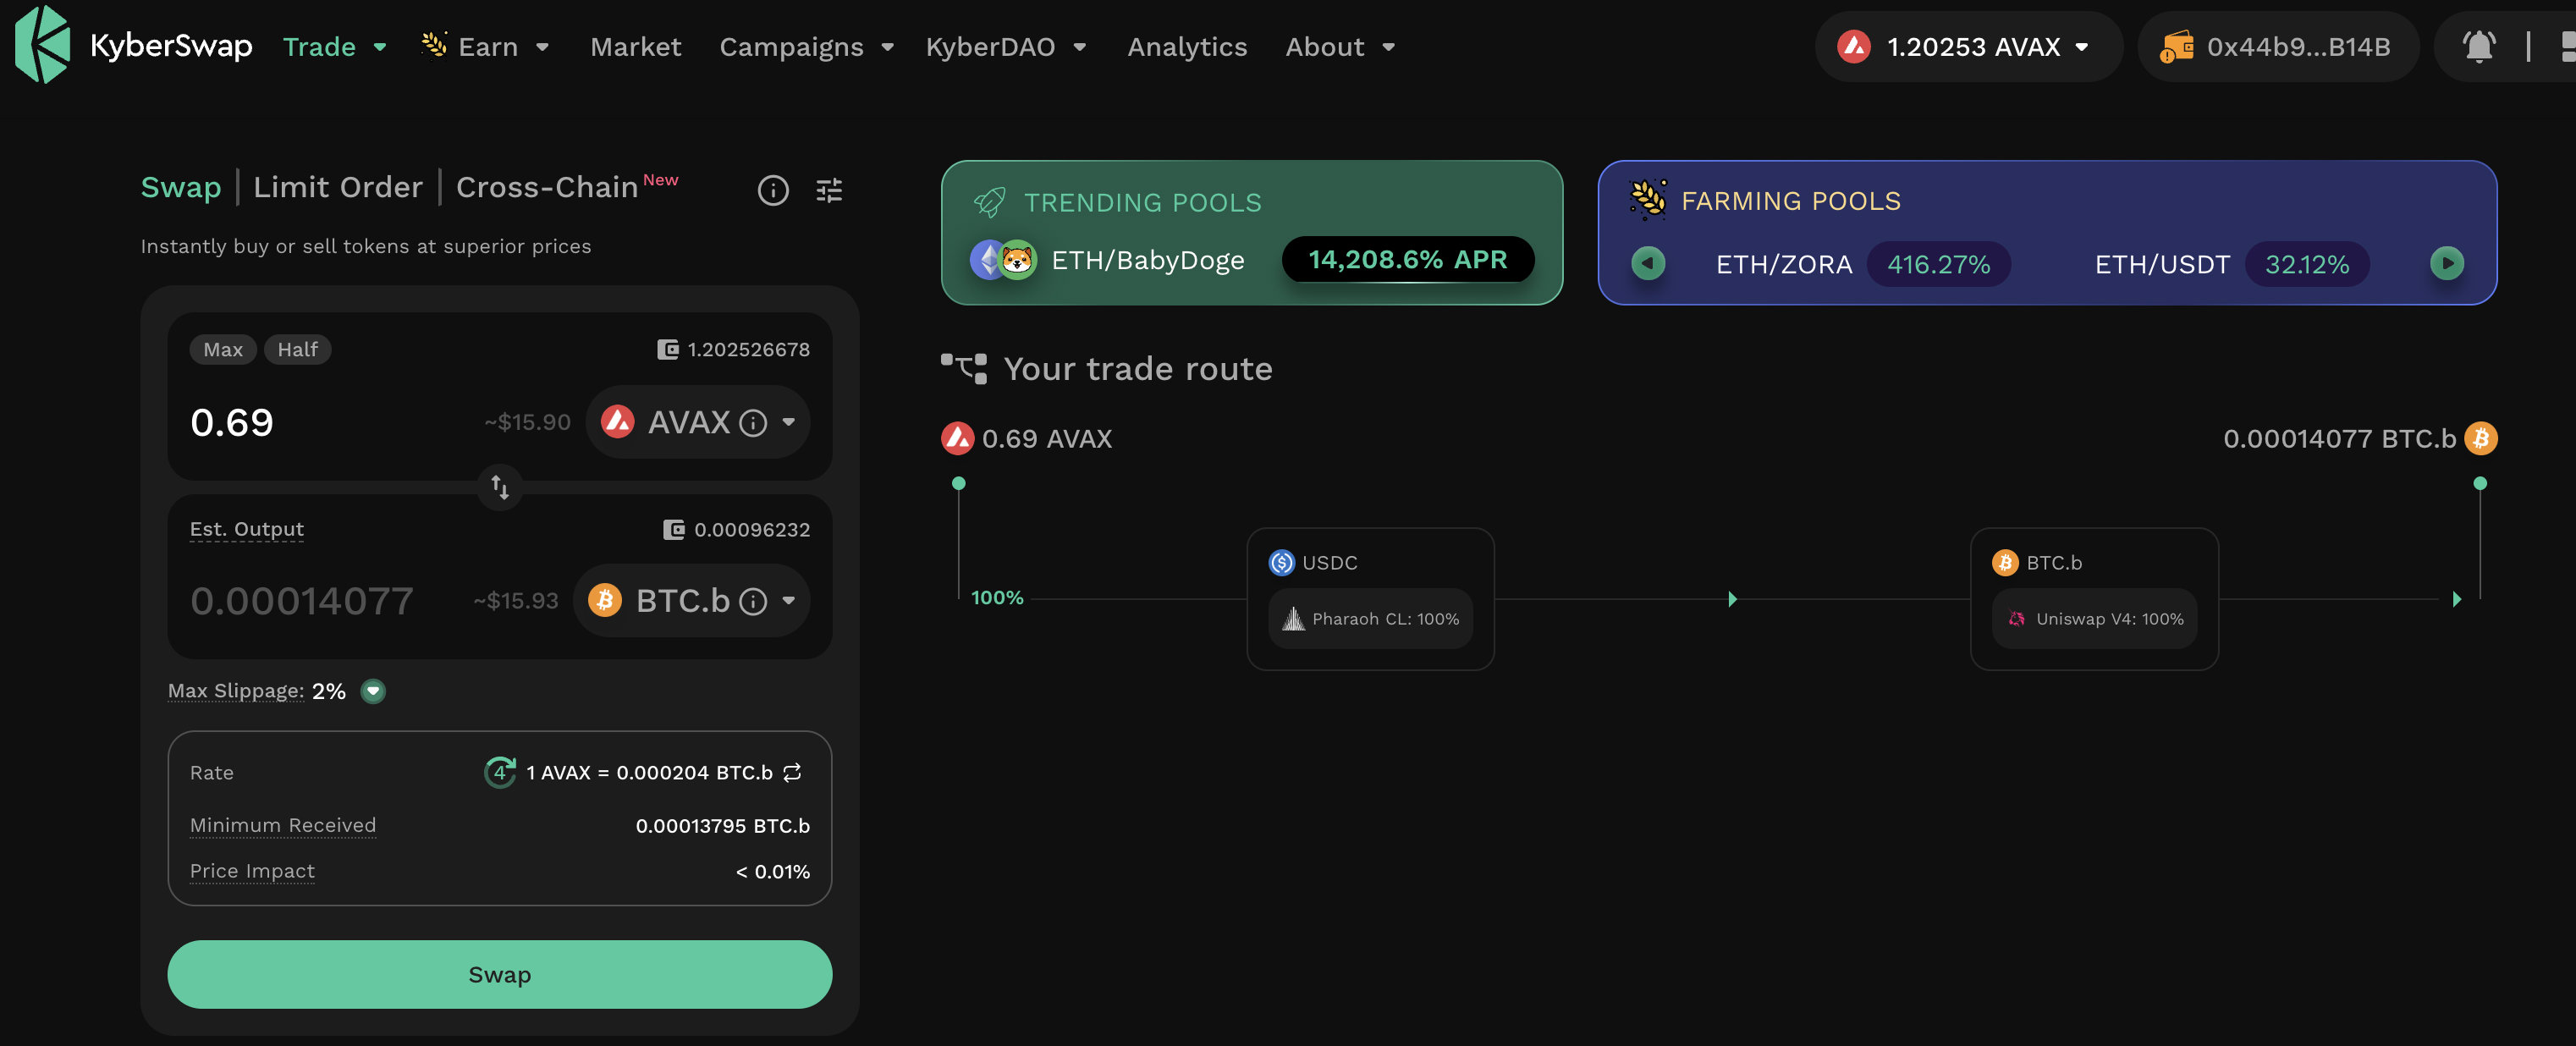 KyberSwap Trade Earn Market Campaigns KyberDAO Analytics About 1.20253 AVAX 0x44b9...B14B
Swap | Limit Order | Cross-Chain New
Instantly buy or sell tokens at superior prices
Max Half 1.202526678
0.69 ~$15.90 AVAX
Est. Output 0.00096232
0.00014077 ~$15.93 BTC.b
Max Slippage: 2%
Rate 4 1 AVAX = 0.000204 BTC.b
Minimum Received 0.00013795 BTC.b
Price Impact < 0.01%
Swap
TRENDING POOLS
ETH/BabyDoge 14,208.6% APR
FARMING POOLS
ETH/ZORA 416.27% ETH/USDT 32.12%
Your trade route
0.69 AVAX 0.00014077 BTC.b
100%
USDC
Pharaoh CL: 100%
BTC.b
Uniswap V4: 100%